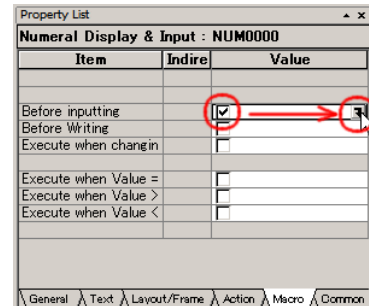 Property List
Numeral Display & Input : NUM0000
Item Indire Value
Before inputting
Before Writing
Execute when changin
Execute when Value =
Execute when Value >
Execute when Value <
General Text Layout/Frame Action Macro Common